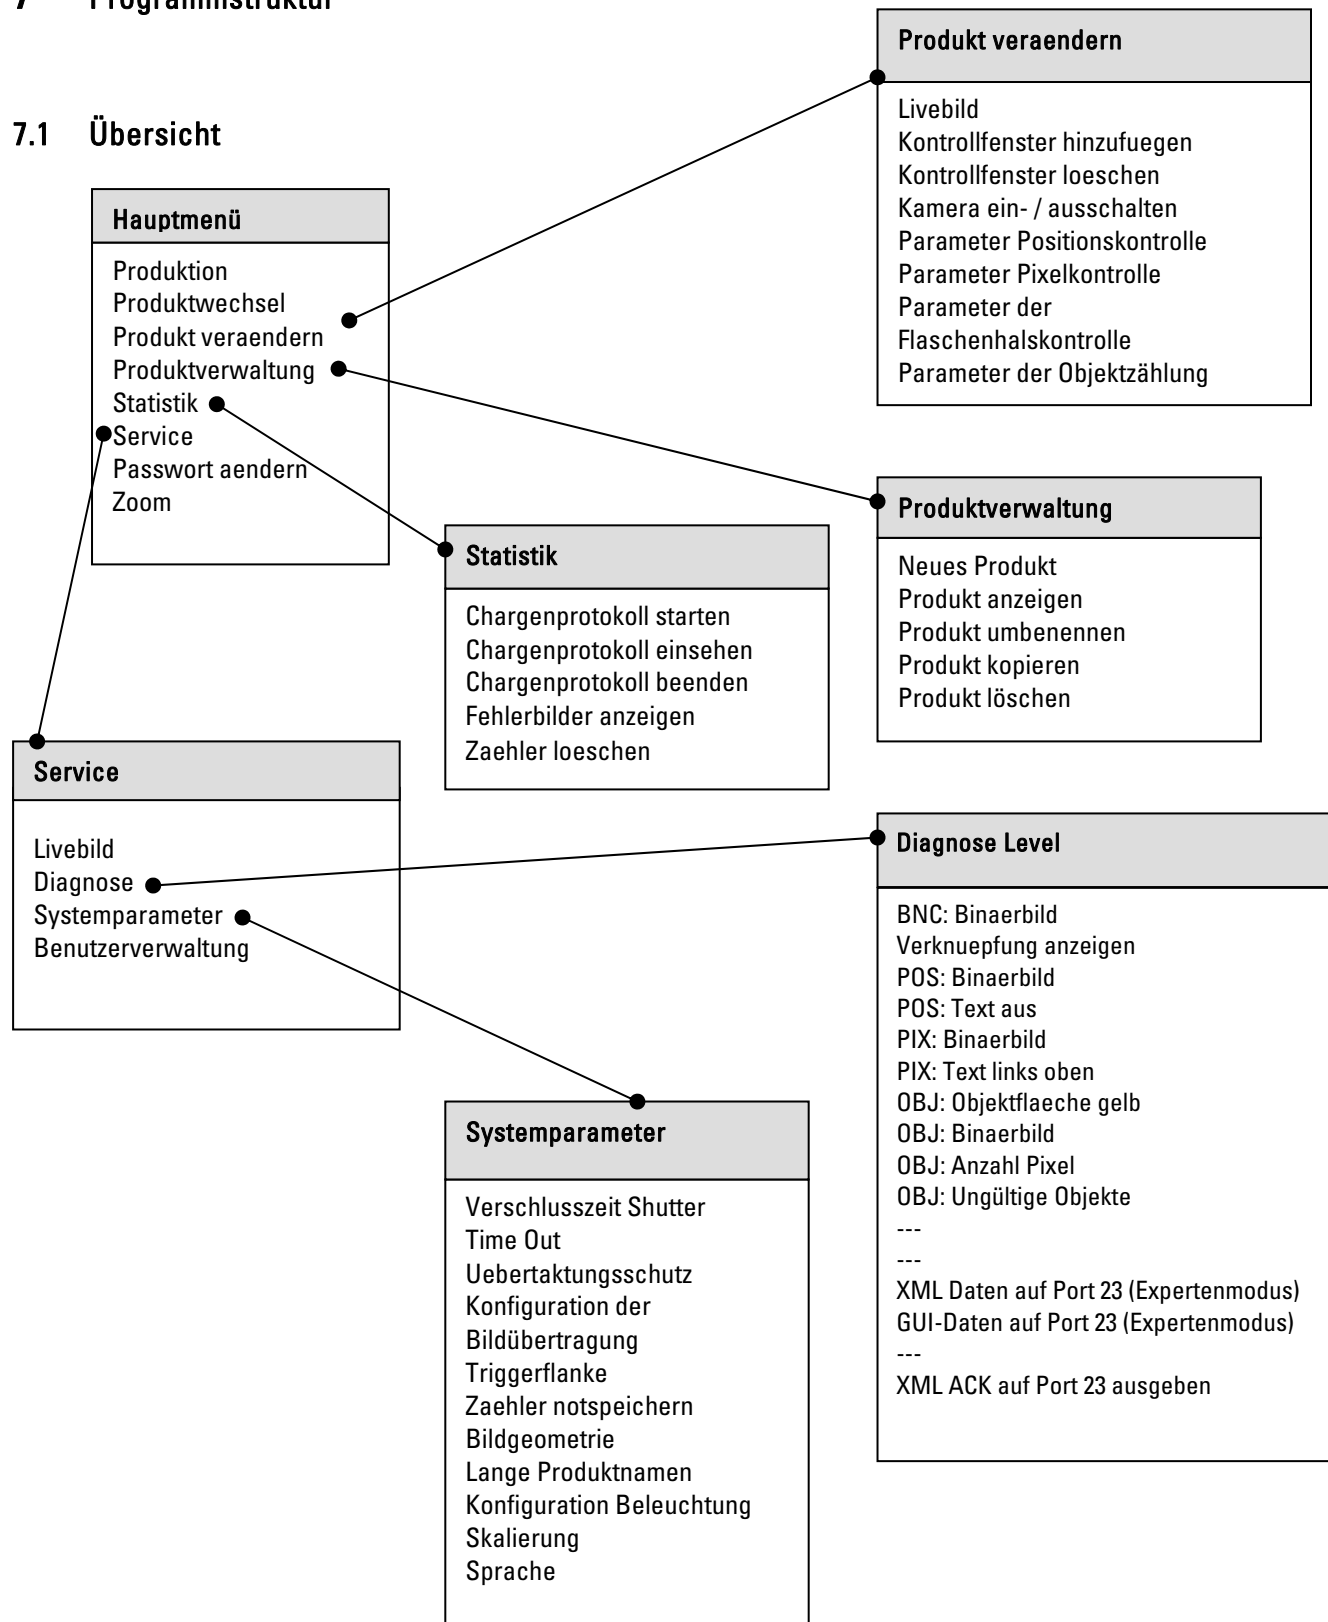 7 Programmstruktur
7.1 Übersicht
Hauptmenü
Produktion
Produktwechsel
Produkt veraendern
Produktverwaltung
Statistik
Service
Passwort aendern
Zoom
Produkt veraendern
Livebild
Kontrollfenster hinzufuegen
Kontrollfenster loeschen
Kamera ein- / ausschalten
Parameter Positionskontrolle
Parameter Pixelkontrolle
Parameter der
Flaschenhalskontrolle
Parameter der Objektzählung
Produktverwaltung
Neues Produkt
Produkt anzeigen
Produkt umbenennen
Produkt kopieren
Produkt löschen
Statistik
Chargenprotokoll starten
Chargenprotokoll einsehen
Chargenprotokoll beenden
Fehlerbilder anzeigen
Zaehler loeschen
Service
Livebild
Diagnose
Systemparameter
Benutzerverwaltung
Diagnose Level
BNC: Binaerbild
Verknuepfung anzeigen
POS: Binaerbild
POS: Text aus
PIX: Binaerbild
PIX: Text links oben
OBJ: Objektflaeche gelb
OBJ: Binaerbild
OBJ: Anzahl Pixel
OBJ: Ungültige Objekte
---
---
XML Daten auf Port 23 (Expertenmodus)
GUI-Daten auf Port 23 (Expertenmodus)
---
XML ACK auf Port 23 ausgeben
Systemparameter
Verschlusszeit Shutter
Time Out
Uebertaktungsschutz
Konfiguration der
Bildübertragung
Triggerflanke
Zaehler notspeichern
Bildgeometrie
Lange Produktnamen
Konfiguration Beleuchtung
Skalierung
Sprache